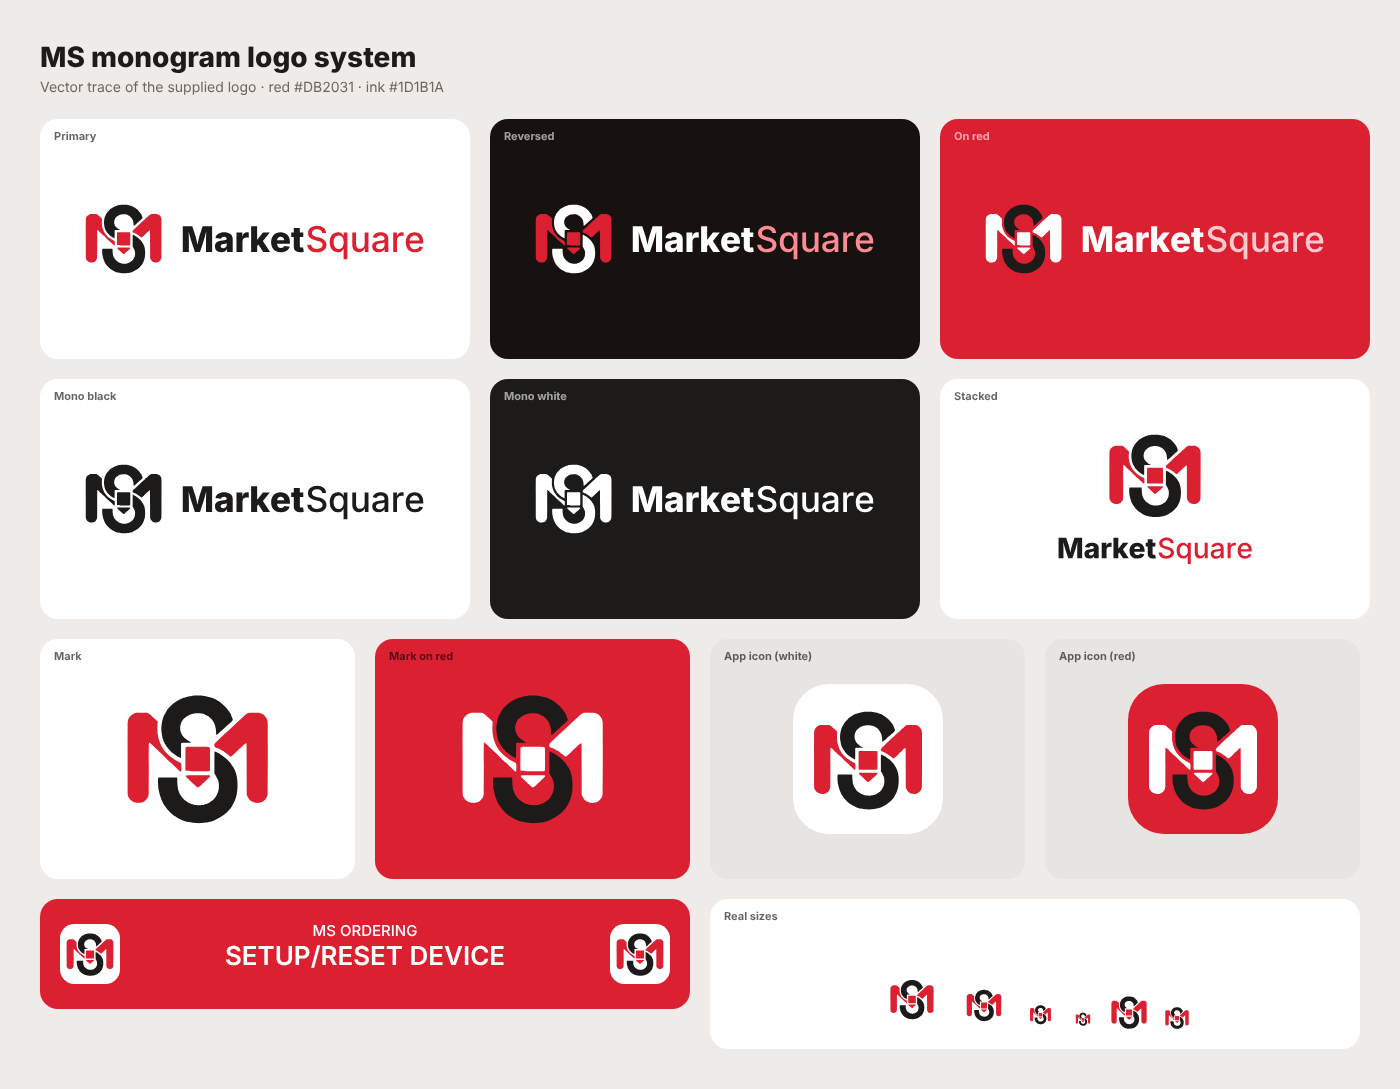 MS monogram logo system
Vector trace of the supplied logo · red #DB2031 · ink #1D1B1A
Primary
MarketSquare
Reversed
MarketSquare
On red
MarketSquare
Mono black
MarketSquare
Mono white
MarketSquare
Stacked
MarketSquare
Mark
Mark on red
App icon (white)
App icon (red)
MS ORDERING
SETUP/RESET DEVICE
Real sizes